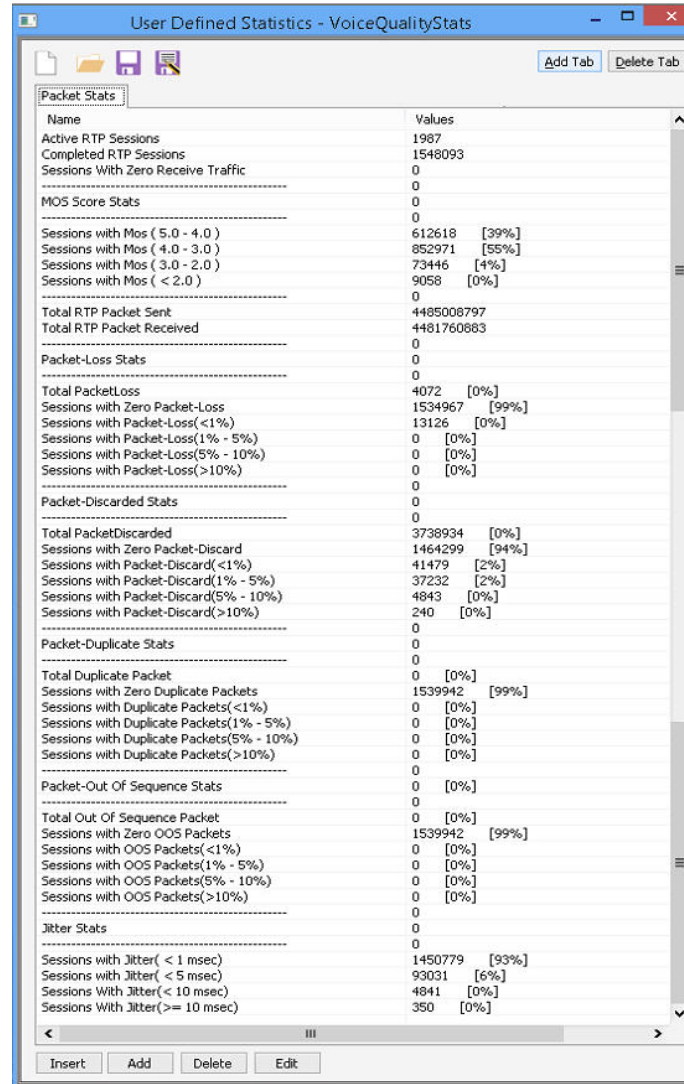 User Defined Statistics - VoiceQualityStats
Add Tab Delete Tab
Packet Stats
Name Values
Active RTP Sessions 1987
Completed RTP Sessions 1548093
Sessions With Zero Receive Traffic 0
-------------------------------------------------- 0
MOS Score Stats 0
-------------------------------------------------- 0
Sessions with Mos ( 5.0 - 4.0 ) 612618 [39%]
Sessions with Mos ( 4.0 - 3.0 ) 852971 [55%]
Sessions with Mos ( 3.0 - 2.0 ) 73446 [4%]
Sessions with Mos ( < 2.0 ) 9058 [0%]
-------------------------------------------------- 0
Total RTP Packet Sent 4485008797
Total RTP Packet Received 4481760883
-------------------------------------------------- 0
Packet-Loss Stats 0
-------------------------------------------------- 0
Total PacketLoss 4072 [0%]
Sessions with Zero Packet-Loss 1534967 [99%]
Sessions with Packet-Loss(<1%) 13126 [0%]
Sessions with Packet-Loss(1% - 5%) 0 [0%]
Sessions with Packet-Loss(5% - 10%) 0 [0%]
Sessions with Packet-Loss(>10%) 0 [0%]
-------------------------------------------------- 0
Packet-Discarded Stats 0
-------------------------------------------------- 0
Total PacketDiscarded 3738934 [0%]
Sessions with Zero Packet-Discard 1464299 [94%]
Sessions with Packet-Discard(<1%) 41479 [2%]
Sessions with Packet-Discard(1% - 5%) 37232 [2%]
Sessions with Packet-Discard(5% - 10%) 4843 [0%]
Sessions with Packet-Discard(>10%) 240 [0%]
-------------------------------------------------- 0
Packet-Duplicate Stats 0
-------------------------------------------------- 0
Total Duplicate Packet 0 [0%]
Sessions with Zero Duplicate Packets 1539942 [99%]
Sessions with Duplicate Packets(<1%) 0 [0%]
Sessions with Duplicate Packets(1% - 5%) 0 [0%]
Sessions with Duplicate Packets(5% - 10%) 0 [0%]
Sessions with Duplicate Packets(>10%) 0 [0%]
-------------------------------------------------- 0
Packet-Out Of Sequence Stats 0 [0%]
-------------------------------------------------- 0
Total Out Of Sequence Packet 0 [0%]
Sessions with Zero OOS Packets 1539942 [99%]
Sessions with OOS Packets(<1%) 0 [0%]
Sessions with OOS Packets(1% - 5%) 0 [0%]
Sessions with OOS Packets(5% - 10%) 0 [0%]
Sessions with OOS Packets(>10%) 0 [0%]
-------------------------------------------------- 0
Jitter Stats 0
-------------------------------------------------- 0
Sessions with Jitter( < 1 msec) 1450779 [93%]
Sessions with Jitter( < 5 msec) 93031 [6%]
Sessions With Jitter(< 10 msec) 4841 [0%]
Sessions With Jitter(>= 10 msec) 350 [0%]
Insert Add Delete Edit